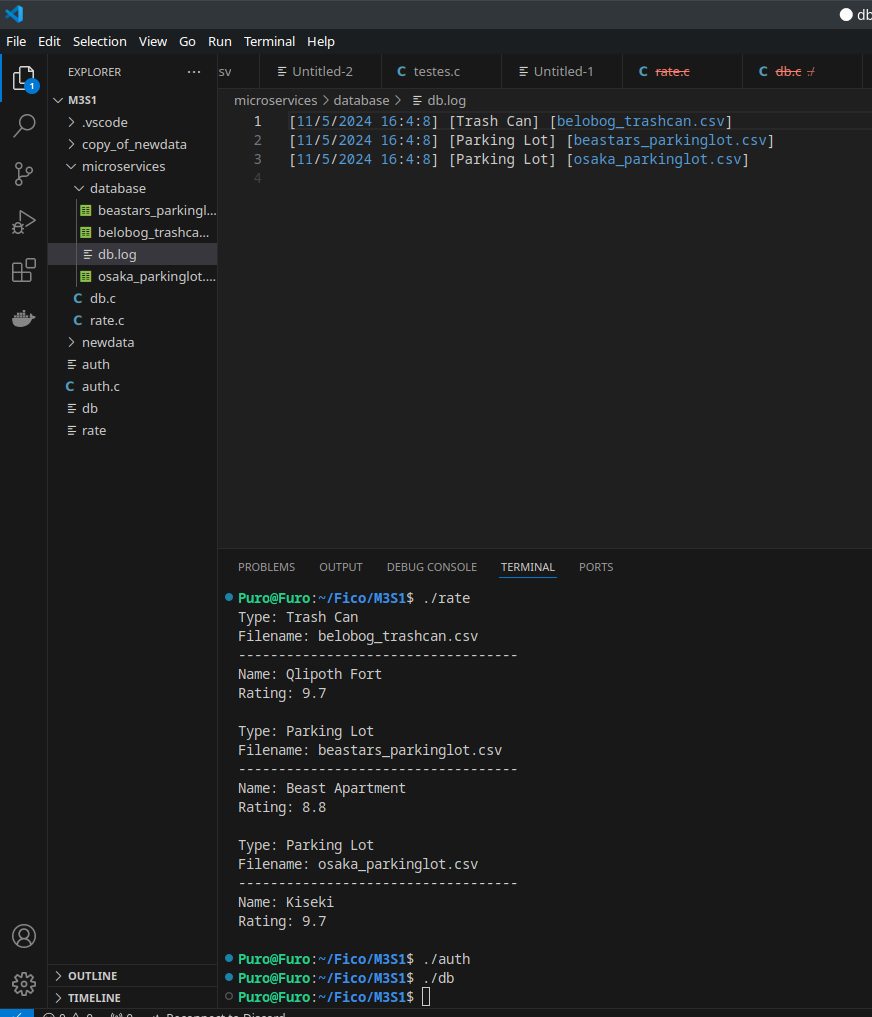 db
File Edit Selection View Go Run Terminal Help
EXPLORER ...
sv Untitled-2 C testes.c Untitled-1 C rate.c C db.c ./
1
M3S1
.vscode
copy_of_newdata
microservices
database
beastars_parkingl...
belobog_trashca...
db.log
osaka_parkinglot....
C db.c
C rate.c
newdata
auth
C auth.c
db
rate
OUTLINE
TIMELINE
microservices > database > db.log
1 [11/5/2024 16:4:8] [Trash Can] [belobog_trashcan.csv]
2 [11/5/2024 16:4:8] [Parking Lot] [beastars_parkinglot.csv]
3 [11/5/2024 16:4:8] [Parking Lot] [osaka_parkinglot.csv]
4
PROBLEMS OUTPUT DEBUG CONSOLE TERMINAL PORTS
Puro@Furo:~/Fico/M3S1$ ./rate
Type: Trash Can
Filename: belobog_trashcan.csv
-----------------------------------
Name: Qlipoth Fort
Rating: 9.7
Type: Parking Lot
Filename: beastars_parkinglot.csv
-----------------------------------
Name: Beast Apartment
Rating: 8.8
Type: Parking Lot
Filename: osaka_parkinglot.csv
-----------------------------------
Name: Kiseki
Rating: 9.7
Puro@Furo:~/Fico/M3S1$ ./auth
Puro@Furo:~/Fico/M3S1$ ./db
Puro@Furo:~/Fico/M3S1$
Reconnect to Discord